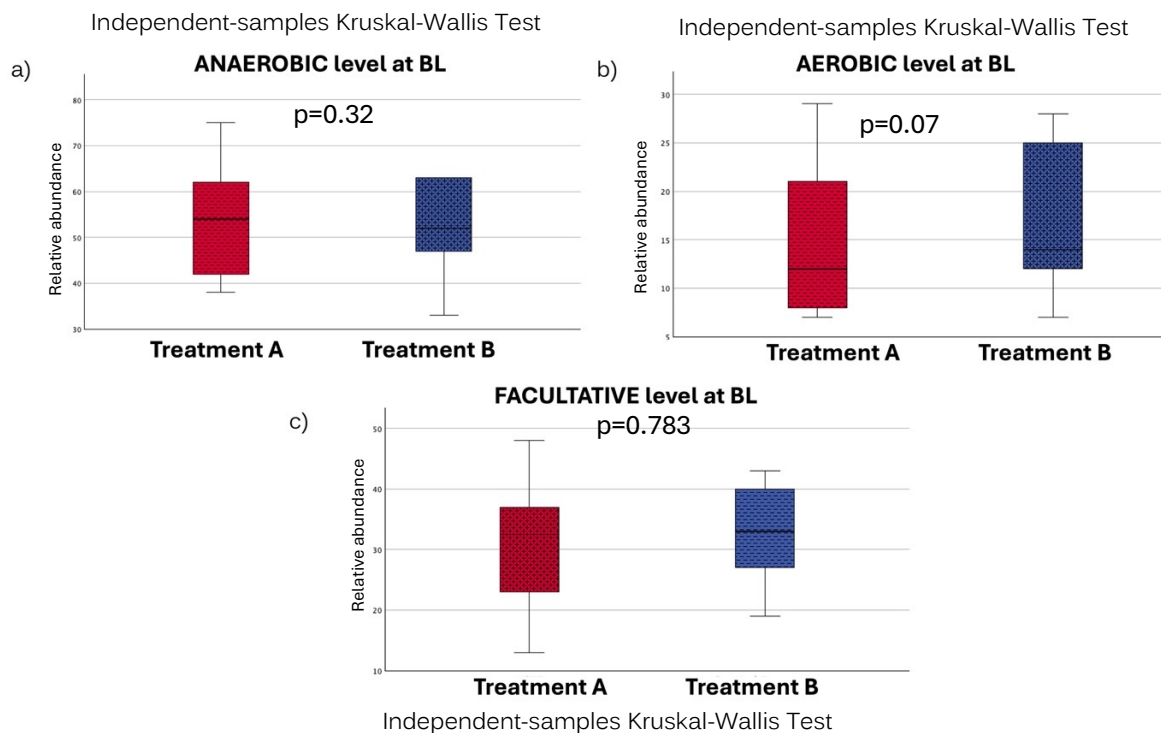 Independent-samples Kruskal-Wallis Test
a)
ANAEROBIC level at BL
p=0.32
Relative abundance
80
70
60
50
40
30
Treatment A
Treatment B
Independent-samples Kruskal-Wallis Test
b)
AEROBIC level at BL
p=0.07
Relative abundance
30
25
20
15
10
5
Treatment A
Treatment B
c)
FACULTATIVE level at BL
p=0.783
Relative abundance
50
40
30
20
10
Treatment A
Treatment B
Independent-samples Kruskal-Wallis Test